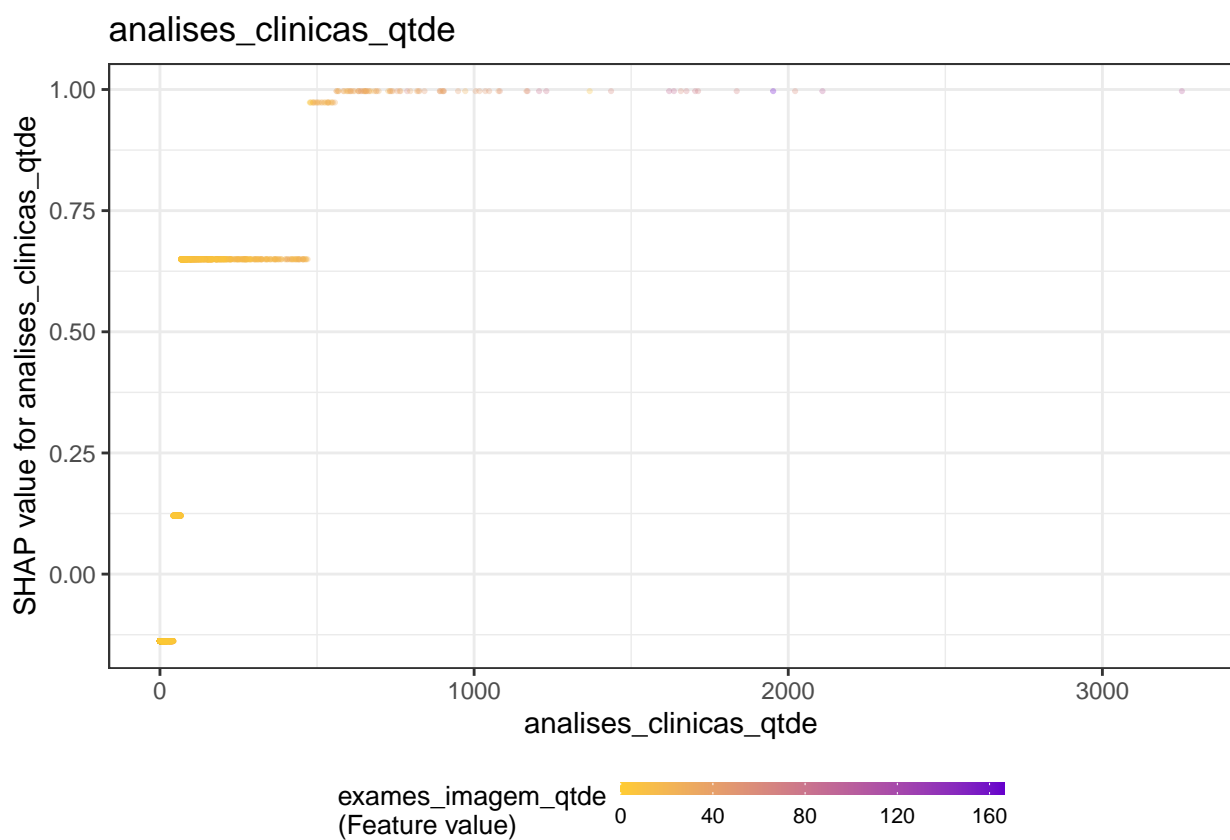 analises_clinicas_qtde
SHAP value for analises_clinicas_qtde
1.00
0.75
0.50
0.25
0.00
0 1000 2000 3000
analises_clinicas_qtde
exames_imagem_qtde
(Feature value)
0 40 80 120 160